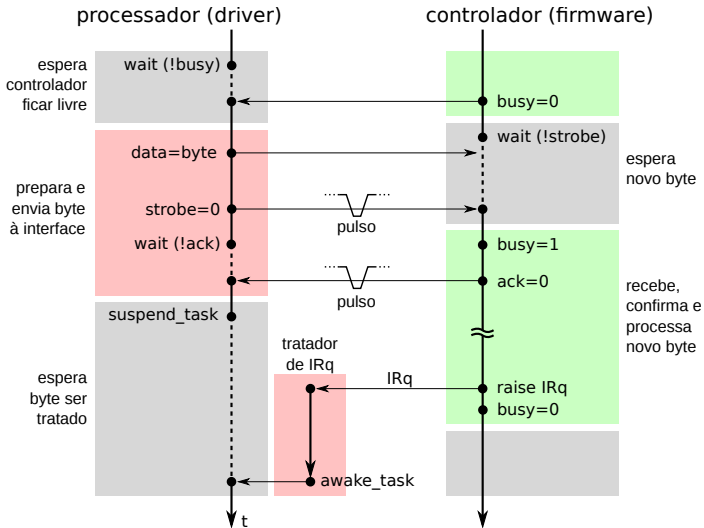 processador (driver)
controlador (firmware)
espera
controlador
ficar livre
wait (!busy)
busy=0
wait (!strobe)
data=byte
espera
novo byte
prepara e
envia byte
à interface
strobe=0
pulso
wait (!ack)
busy=1
pulso
ack=0
recebe,
confirma e
processa
novo byte
suspend_task
tratador
de IRq
espera
byte ser
tratado
IRq
raise IRq
busy=0
awake_task
t